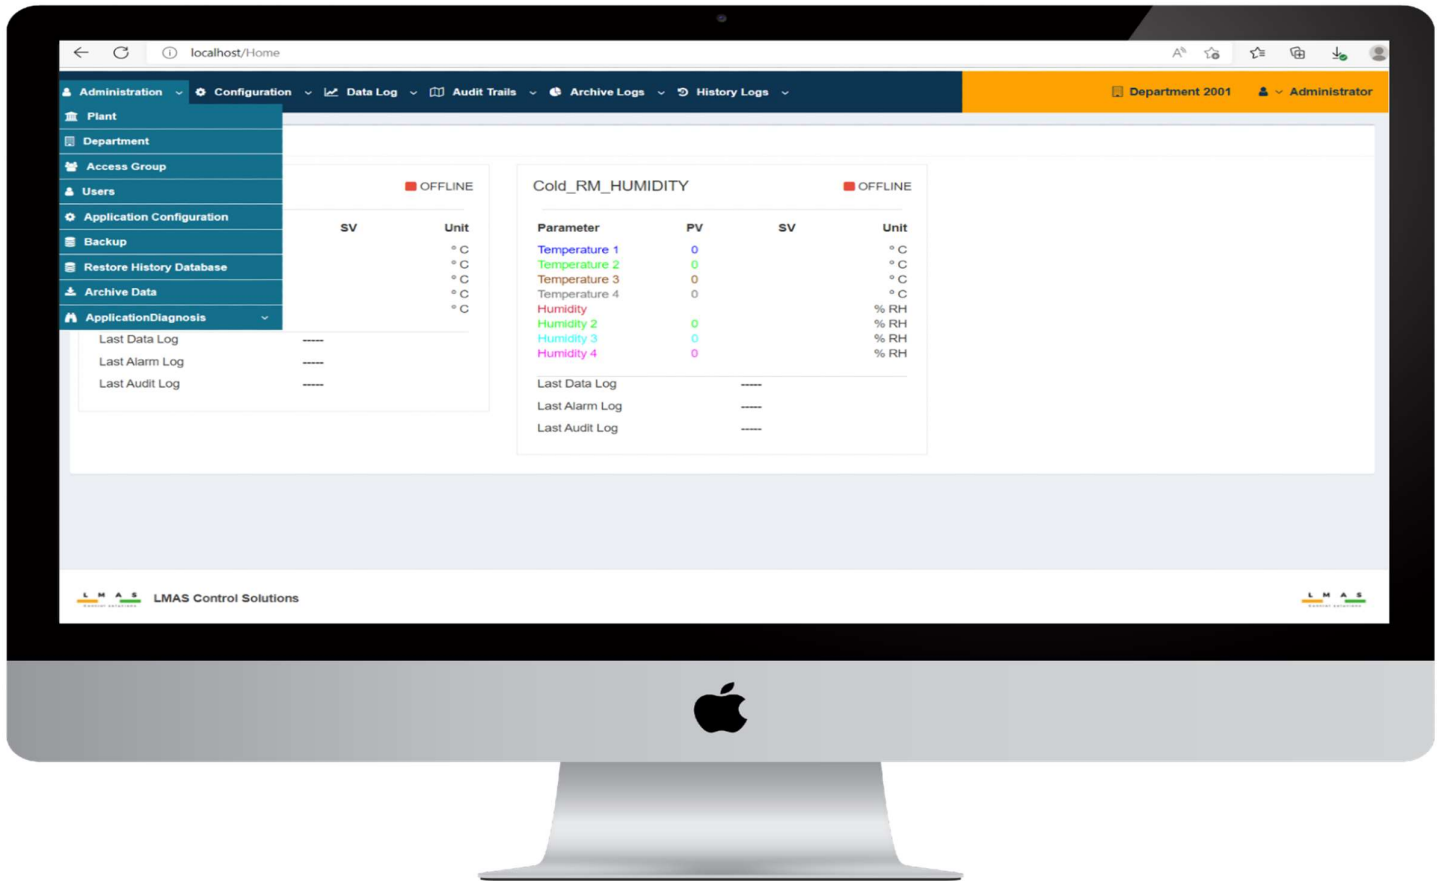 localhost/Home
Administration Configuration Data Log Audit Trails Archive Logs History Logs Department 2001 Administrator
Plant
Department
Access Group
Users
Application Configuration
Backup
Restore History Database
Archive Data
ApplicationDiagnosis
OFFLINE
SV Unit
° C
° C
° C
° C
° C
Last Data Log -----
Last Alarm Log -----
Last Audit Log -----
Cold_RM_HUMIDITY OFFLINE
Parameter PV SV Unit
Temperature 1 0 ° C
Temperature 2 0 ° C
Temperature 3 0 ° C
Temperature 4 0 ° C
Humidity % RH
Humidity 2 0 % RH
Humidity 3 0 % RH
Humidity 4 0 % RH
Last Data Log -----
Last Alarm Log -----
Last Audit Log -----
L M A S
Control Solutions
LMAS Control Solutions
L M A S
Control Solutions